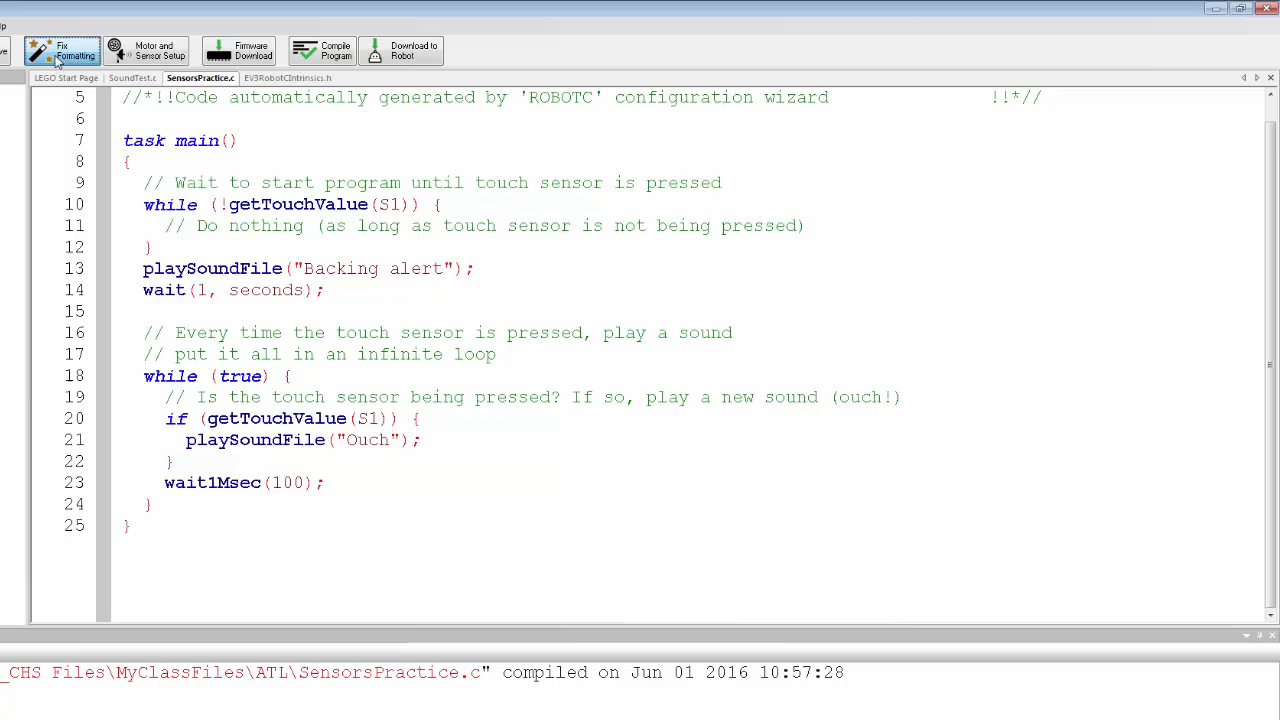 lp
ve
Fix Formatting
Motor and Sensor Setup
Firmware Download
Compile Program
Download to Robot
LEGO Start Page SoundTest.c SensorsPractice.c EV3RobotCIntrinsics.h
5 //*!!Code automatically generated by 'ROBOTC' configuration wizard !!*//
6
7 task main()
8 {
9 // Wait to start program until touch sensor is pressed
10 while (!getTouchValue(S1)) {
11 // Do nothing (as long as touch sensor is not being pressed)
12 }
13 playSoundFile("Backing alert");
14 wait(1, seconds);
15
16 // Every time the touch sensor is pressed, play a sound
17 // put it all in an infinite loop
18 while (true) {
19 // Is the touch sensor being pressed? If so, play a new sound (ouch!)
20 if (getTouchValue(S1)) {
21 playSoundFile("Ouch");
22 }
23 wait1Msec(100);
24 }
25 }
_CHS Files\MyClassFiles\ATL\SensorsPractice.c" compiled on Jun 01 2016 10:57:28